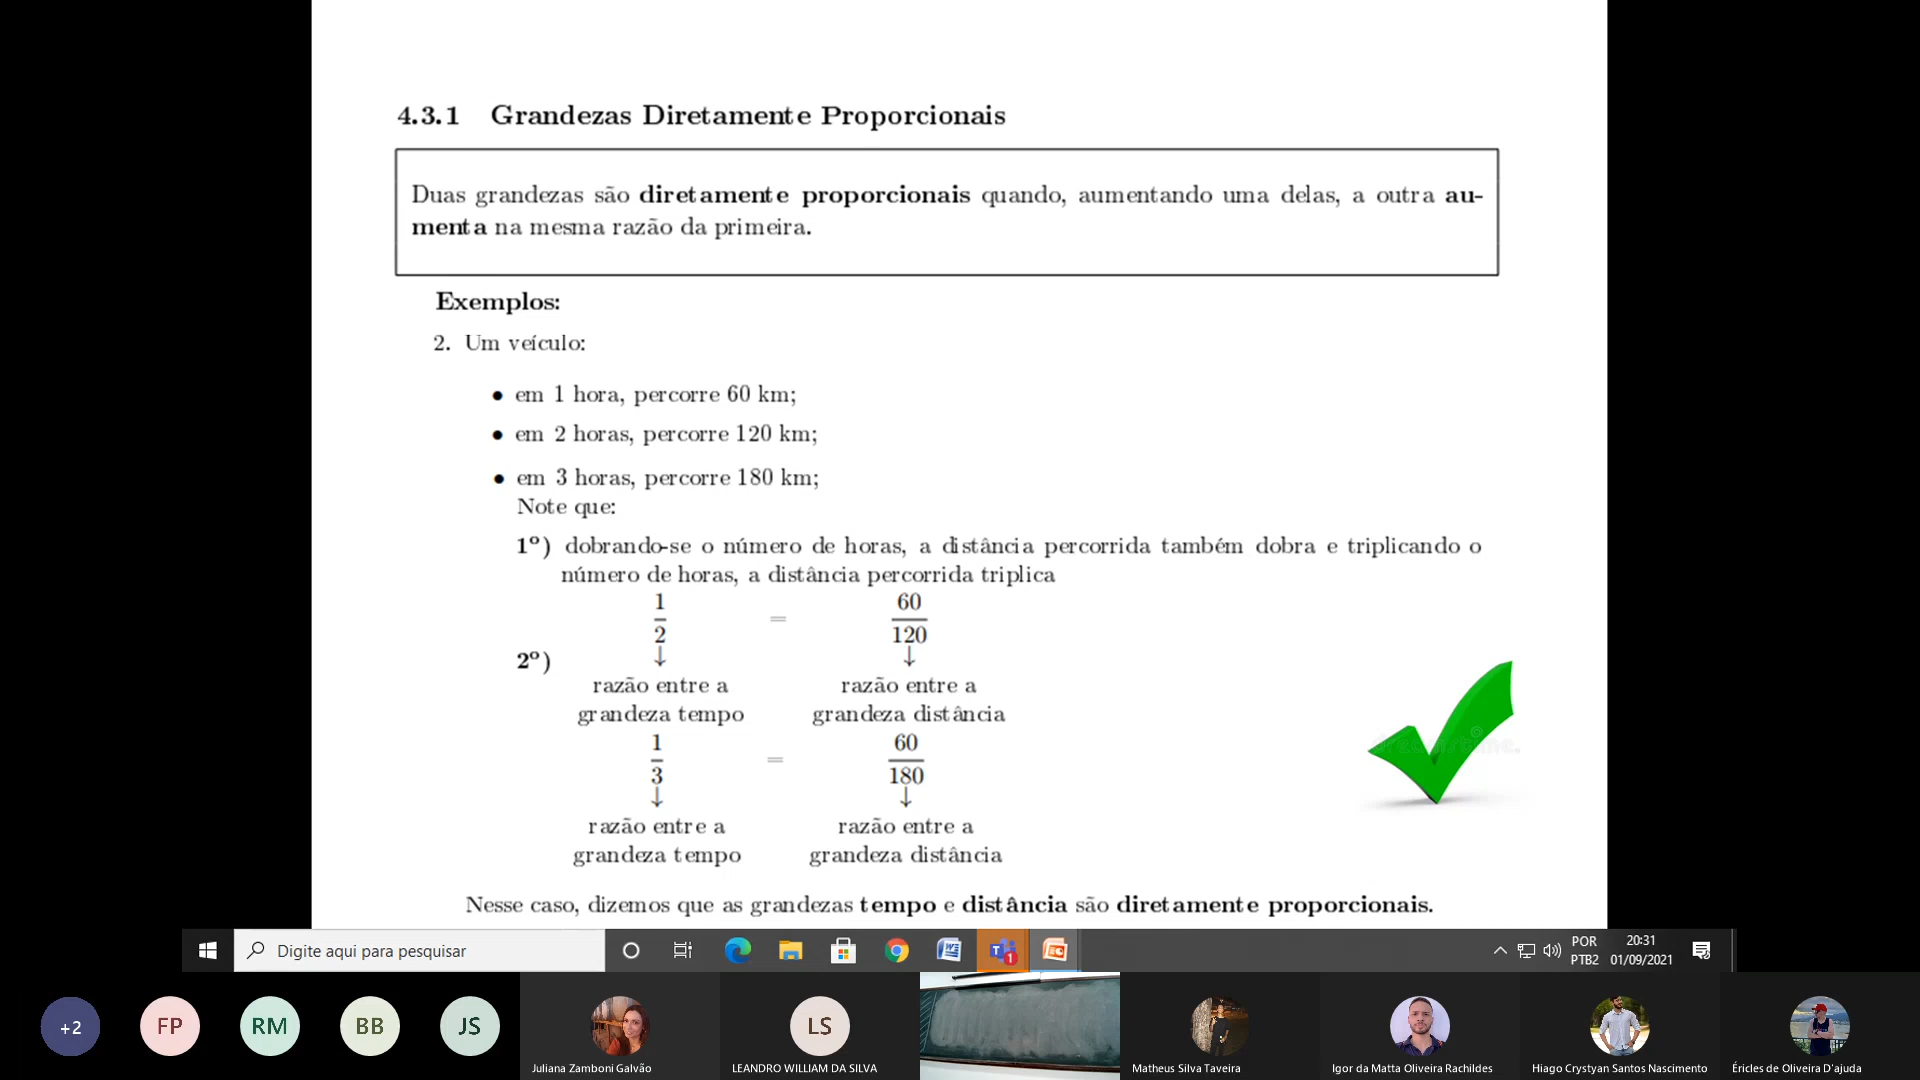 4.3.1 Grandezas Diretamente Proporcionais
Duas grandezas são diretamente proporcionais quando, aumentando uma delas, a outra au-
menta na mesma razão da primeira.
Exemplos:
2. Um veículo:
• em 1 hora, percorre 60 km;
• em 2 horas, percorre 120 km;
• em 3 horas, percorre 180 km;
Note que:
1º) dobrando-se o número de horas, a distância percorrida também dobra e triplicando o
número de horas, a distância percorrida triplica
1 60
— = —
2 120
↓ ↓
2º)
razão entre a razão entre a
grandeza tempo grandeza distância
1 60
— = —
3 180
↓ ↓
razão entre a razão entre a
grandeza tempo grandeza distância
Nesse caso, dizemos que as grandezas tempo e distância são diretamente proporcionais.
Digite aqui para pesquisar
1
POR
PTB2
20:31
01/09/2021
+2
FP
RM
BB
JS
Juliana Zamboni Galvão
LS
LEANDRO WILLIAM DA SILVA
Matheus Silva Taveira
Igor da Matta Oliveira Rachildes
Hiago Crystyan Santos Nascimento
Éricles de Oliveira D'ajuda